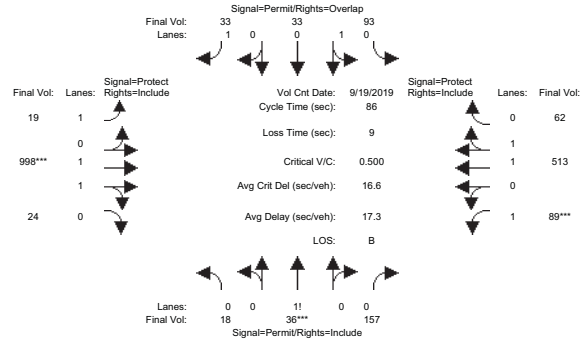 Signal=Permit/Rights=Overlap
Final Vol: 33 33 93
Lanes: 1 0 0 1 0
Signal=Protect
Final Vol: Lanes: Rights=Include
Vol Cnt Date: 9/19/2019
Signal=Protect
Rights=Include Lanes: Final Vol:
Cycle Time (sec): 86
19 1
0 62
Loss Time (sec): 9
0
1
998*** 1
Critical V/C: 0.500
1 513
1
Avg Crit Del (sec/veh): 16.6
0
24 0
Avg Delay (sec/veh): 17.3
1 89***
LOS: B
Lanes: 0 0 1! 0 0
Final Vol: 18 36*** 157
Signal=Permit/Rights=Include